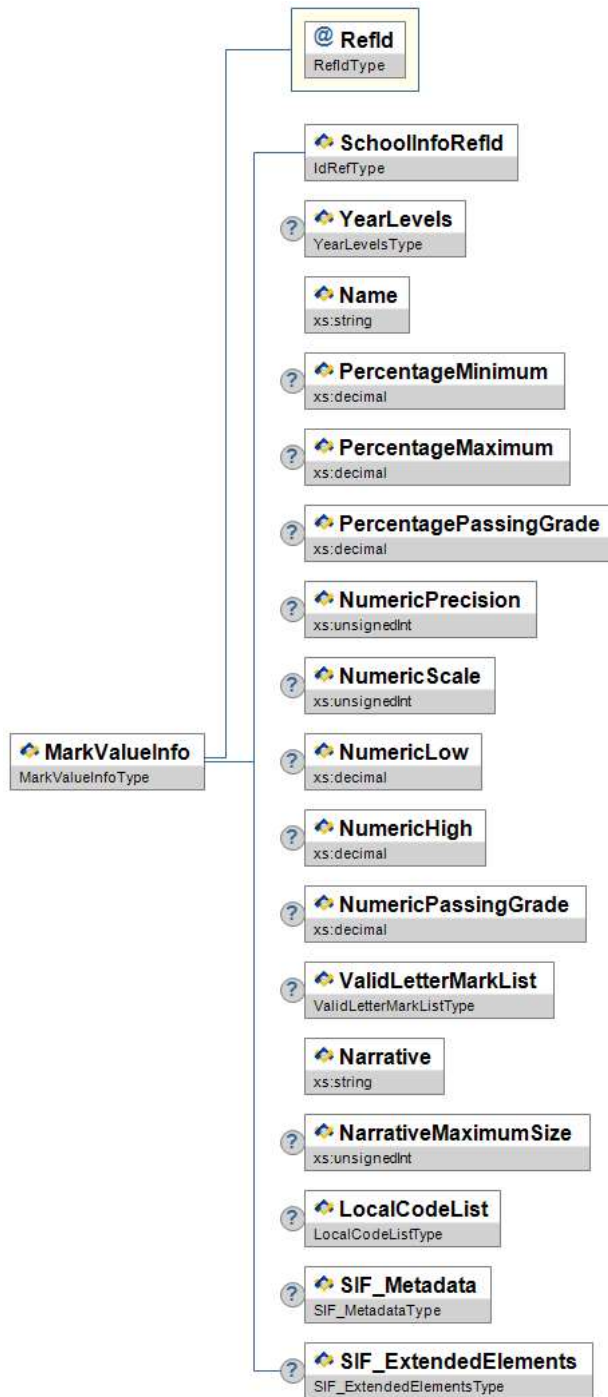 @ RefId
RefIdType
SchoolInfoRefId
IdRefType
? YearLevels
YearLevelsType
Name
xs:string
? PercentageMinimum
xs:decimal
? PercentageMaximum
xs:decimal
? PercentagePassingGrade
xs:decimal
? NumericPrecision
xs:unsignedInt
? NumericScale
xs:unsignedInt
MarkValueInfo
MarkValueInfoType
? NumericLow
xs:decimal
? NumericHigh
xs:decimal
? NumericPassingGrade
xs:decimal
? ValidLetterMarkList
ValidLetterMarkListType
Narrative
xs:string
? NarrativeMaximumSize
xs:unsignedInt
? LocalCodeList
LocalCodeListType
? SIF_Metadata
SIF_MetadataType
? SIF_ExtendedElements
SIF_ExtendedElementsType